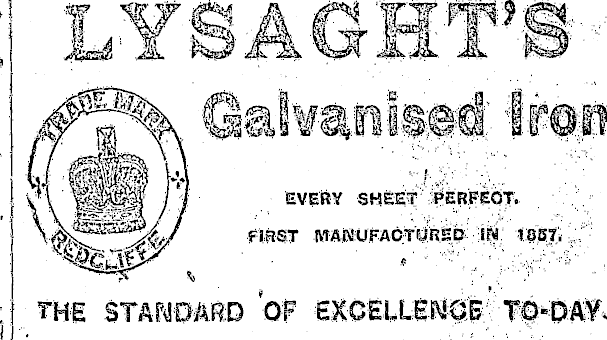 LYSAGHT'S
Galvanised Iron
TRADE MARK
REDCLIFFE
EVERY SHEET PERFECT.
FIRST MANUFACTURED IN 1857.
THE STANDARD OF EXCELLENCE TO-DAY.